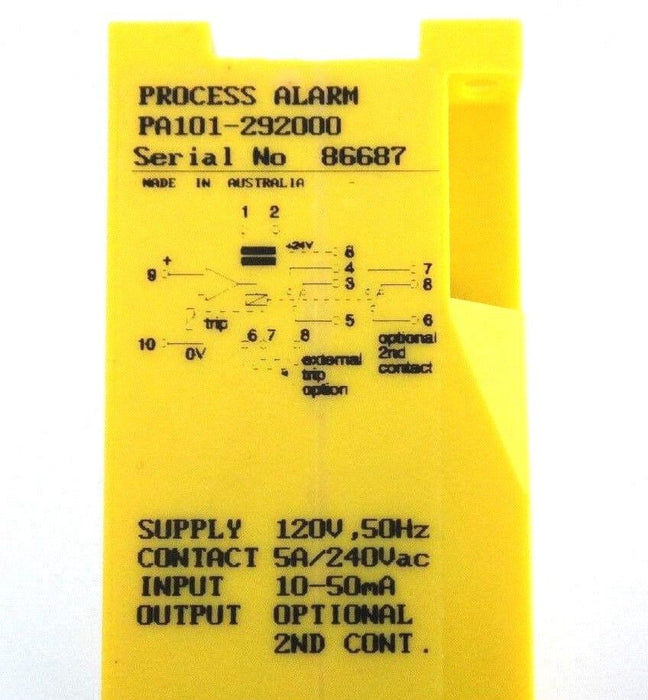 PROCESS ALARM
PA101-292000
Serial No 86687
MADE IN AUSTRALIA
1 2
+24V 6
+ 4 7
9 3 8
5 6
trip
10 0V 6 7 8
optional
2nd
contact
external
trip
option
SUPPLY 120V,50Hz
CONTACT 5A/240Vac
INPUT 10-50mA
OUTPUT OPTIONAL
2ND CONT.